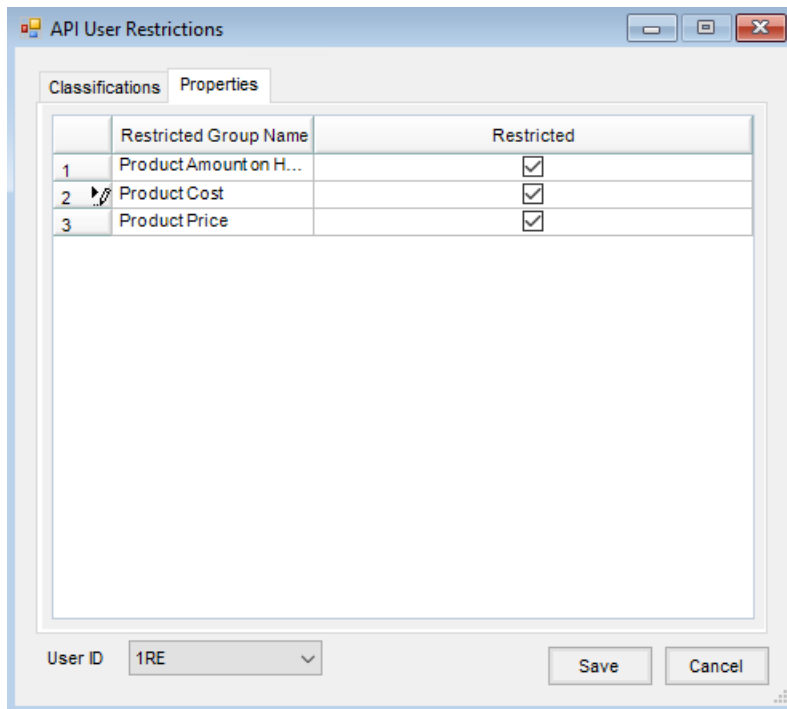 API User Restrictions
Classifications Properties
Restricted Group Name Restricted
1 Product Amount on H...
2 Product Cost
3 Product Price
User ID 1RE Save Cancel